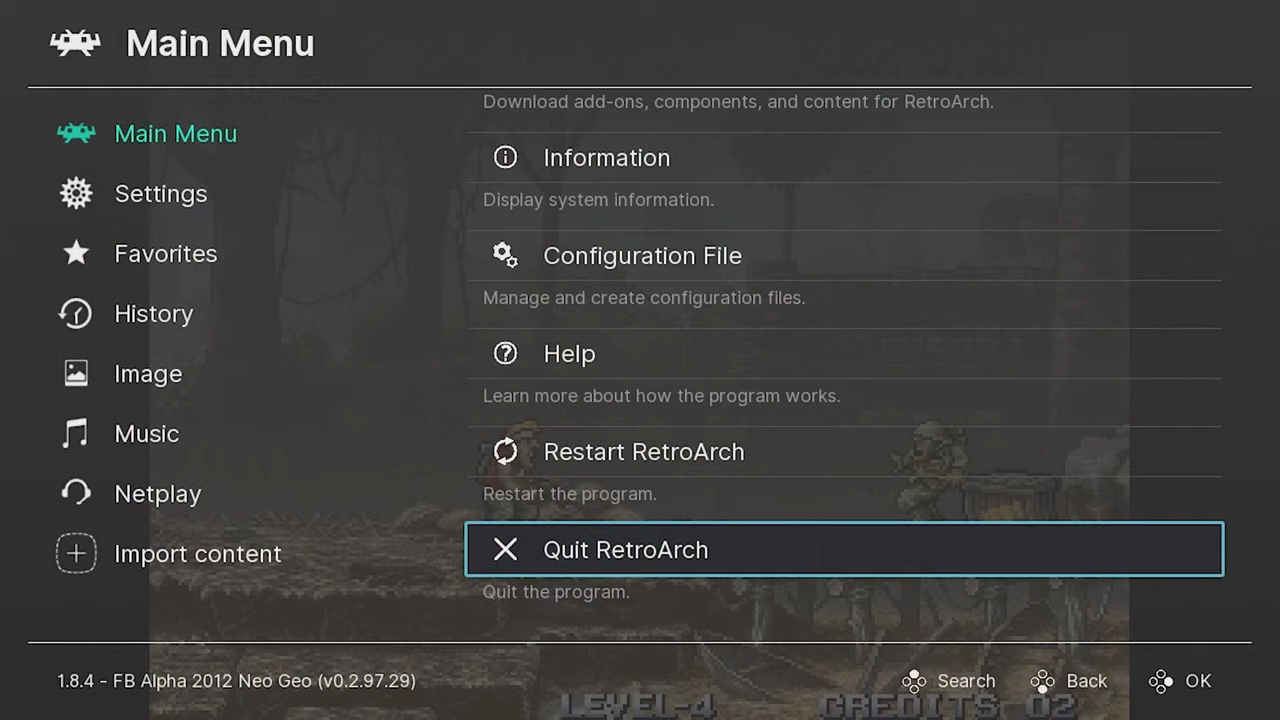 Main Menu
Main Menu
Settings
Favorites
History
Image
Music
Netplay
Import content
Download add-ons, components, and content for RetroArch.
Information
Display system information.
Configuration File
Manage and create configuration files.
Help
Learn more about how the program works.
Restart RetroArch
Restart the program.
Quit RetroArch
Quit the program.
1.8.4 - FB Alpha 2012 Neo Geo (v0.2.97.29)
Search
Back
OK
LEVEL-4
CREDITS 02